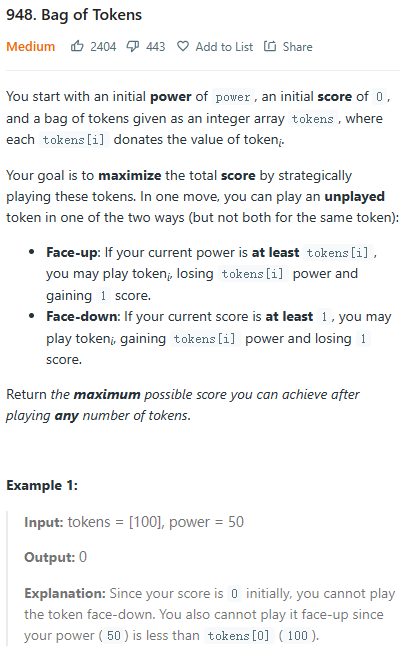 948. Bag of Tokens
Medium 2404 443 Add to List Share
You start with an initial power of power, an initial score of 0,
and a bag of tokens given as an integer array tokens, where
each tokens[i] donates the value of tokenᵢ.
Your goal is to maximize the total score by strategically
playing these tokens. In one move, you can play an unplayed
token in one of the two ways (but not both for the same token):
• Face-up: If your current power is at least tokens[i],
you may play tokenᵢ, losing tokens[i] power and
gaining 1 score.
• Face-down: If your current score is at least 1, you may
play tokenᵢ, gaining tokens[i] power and losing 1
score.
Return the maximum possible score you can achieve after
playing any number of tokens.
Example 1:
Input: tokens = [100], power = 50
Output: 0
Explanation: Since your score is 0 initially, you cannot play
the token face-down. You also cannot play it face-up since
your power (50) is less than tokens[0] (100).